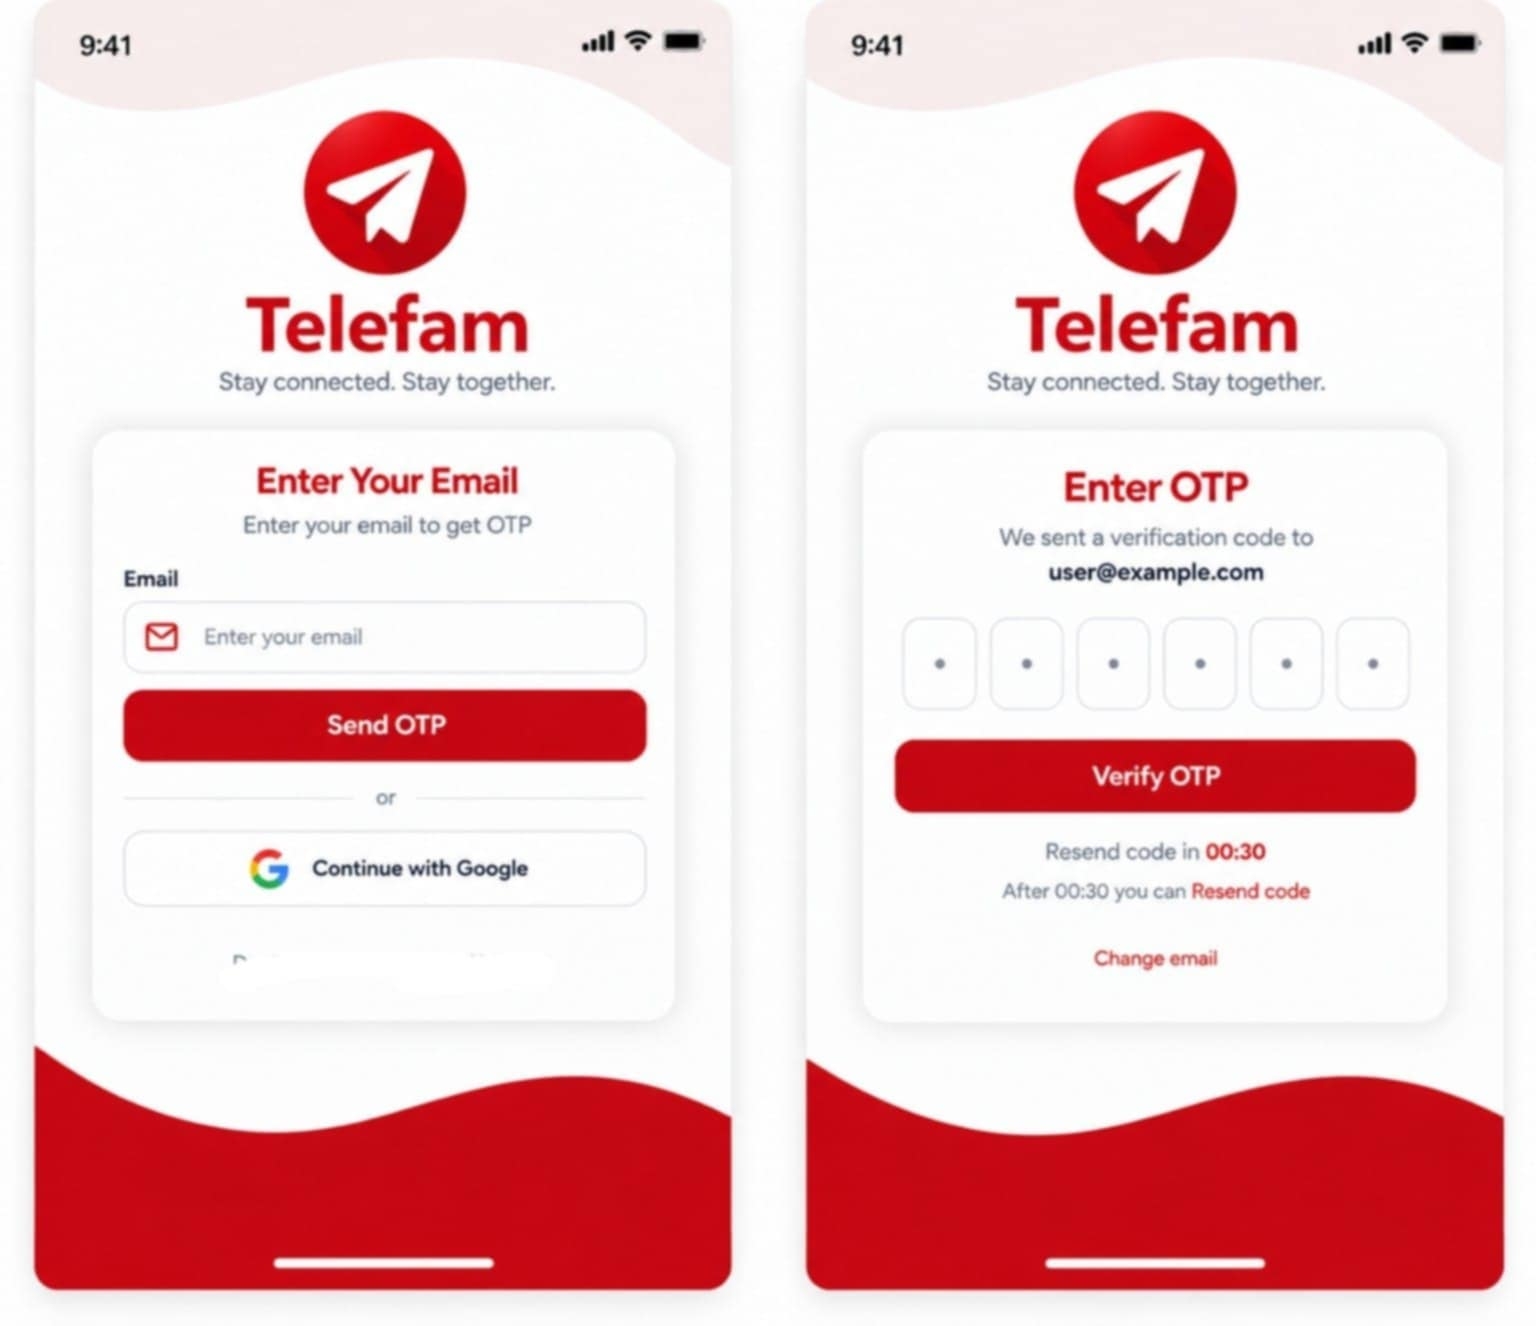 9:41
Telefam
Stay connected. Stay together.
Enter Your Email
Enter your email to get OTP
Email
Enter your email
Send OTP
or
Continue with Google
9:41
Telefam
Stay connected. Stay together.
Enter OTP
We sent a verification code to
user@example.com
Verify OTP
Resend code in 00:30
After 00:30 you can Resend code
Change email